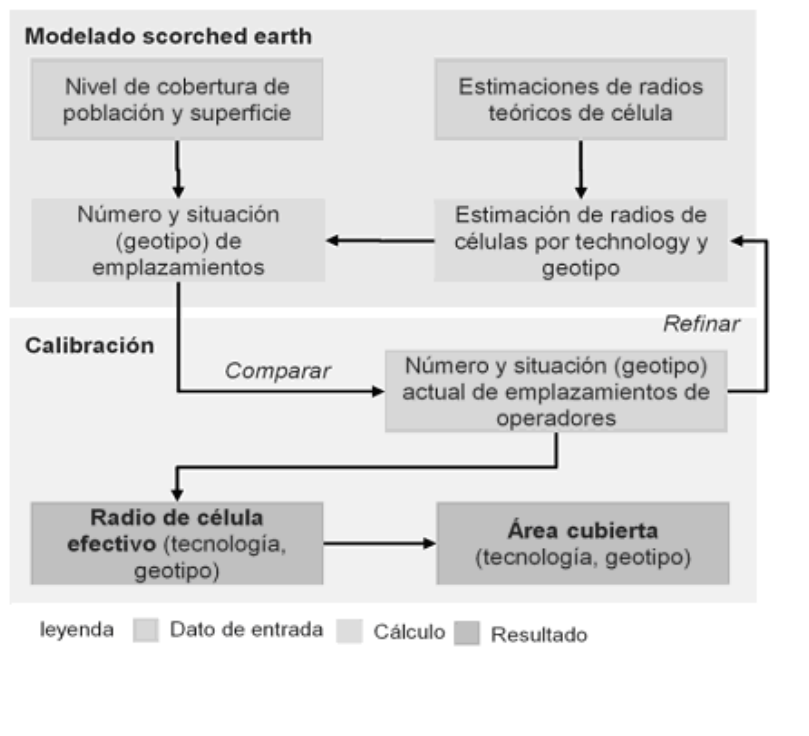 Modelado scorched earth
Nivel de cobertura de
población y superficie
Estimaciones de radios
teóricos de célula
Número y situación
(geotipo) de
emplazamientos
Estimación de radios de
células por technology y
geotipo
Refinar
Calibración
Comparar
Número y situación (geotipo)
actual de emplazamientos de
operadores
Radio de célula
efectivo (tecnología,
geotipo)
Área cubierta
(tecnología, geotipo)
leyenda
Dato de entrada
Cálculo
Resultado